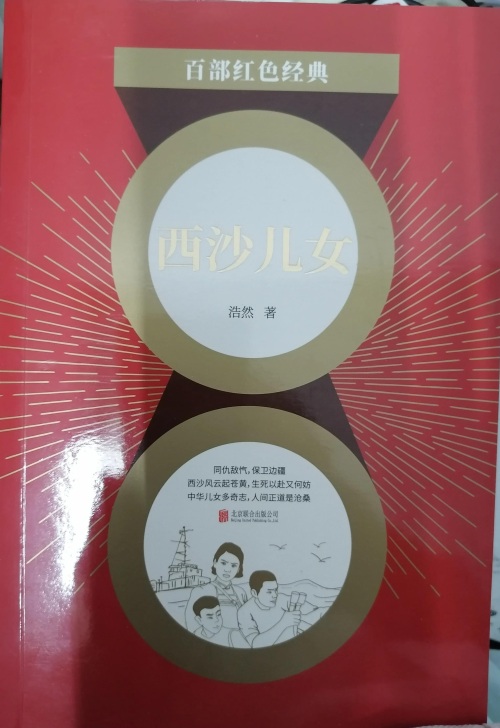 百部红色经典
西沙儿女
浩然 著
同仇敌忾，保卫边疆
西沙风云起苍黄，生死以赴又何妨
中华儿女多奇志，人间正道是沧桑
北京联合出版公司